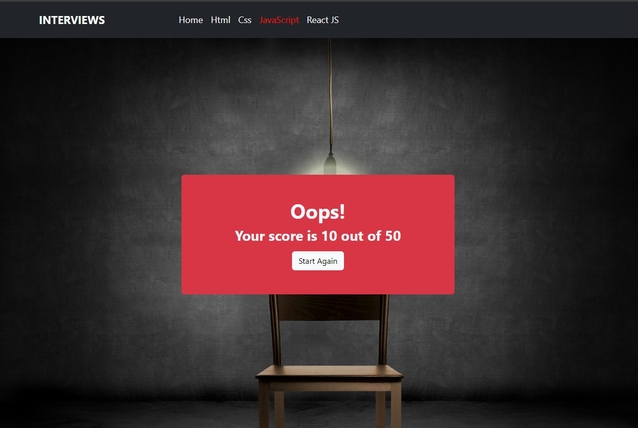 INTERVIEWS
Home Html Css JavaScript React JS
Oops!
Your score is 10 out of 50
Start Again